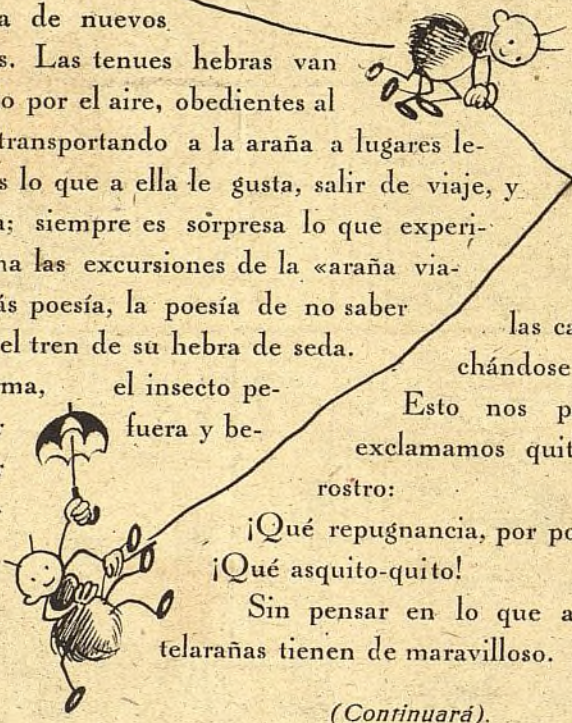 a de nuevos
s. Las tenues hebras van
o por el aire, obedientes al
transportando a la araña a lugares le-
s lo que a ella le gusta, salir de viaje, y
a; siempre es sorpresa lo que experi-
na las excursiones de la «araña via-
ás poesía, la poesía de no saber
el tren de su hebra de seda.
ma, el insecto pe-
fuera y be-
las ca
chándose
Esto nos p
exclamamos quit
rostro:
¡Qué repugnancia, por po
¡Qué asquito-quito!
Sin pensar en lo que a
telarañas tienen de maravilloso.
(Continuará).